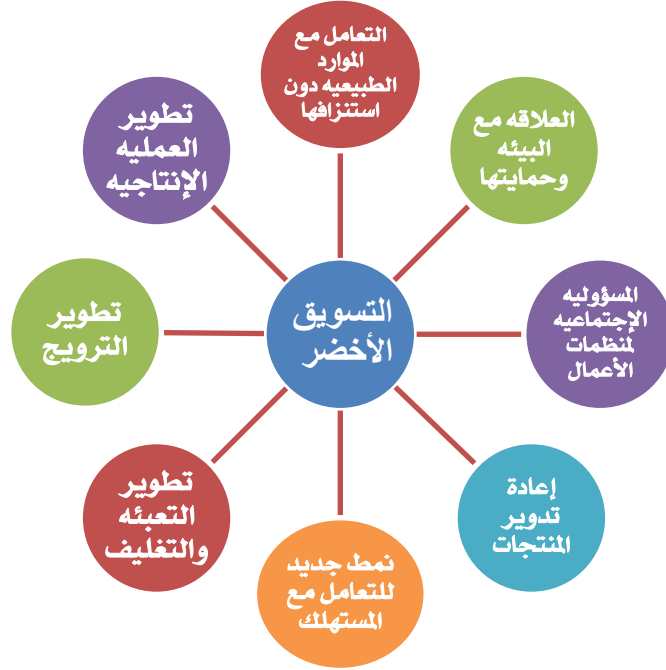 التعامل مع
الموارد
الطبيعيه دون
استنزافها
العلاقه مع
البيئه
وحمايتها
تطوير
العمليه
الإنتاجيه
التسويق
الأخضر
المسؤوليه
الإجتماعيه
لمنظمات
الأعمال
تطوير
الترويج
إعادة
تدوير
المنتجات
تطوير
التعبئه
والتغليف
نمط جديد
للتعامل مع
المستهلك